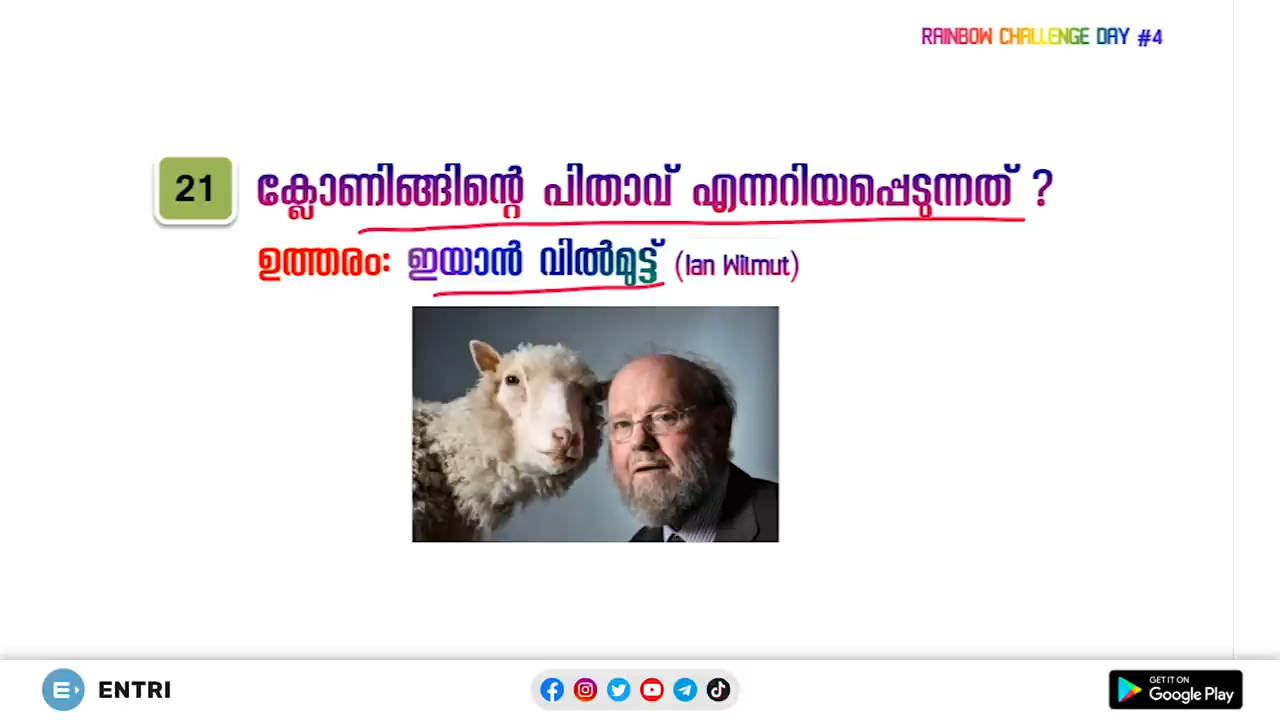 RAINBOW CHALLENGE DAY #4
21 ക്ലോണിങ്ങിന്റെ പിതാവ് എന്നറിയപ്പെടുന്നത് ?
ഉത്തരം: ഇയാൻ വിൽമുട്ട് (Ian Wilmut)
E ENTRI
GET IT ON
Google Play